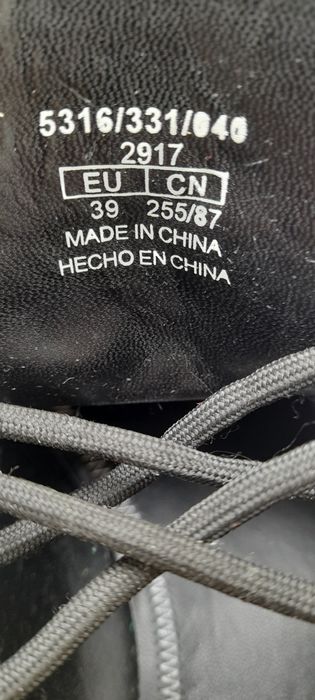 5316/331/040
2917
EU CN
39 255/87
MADE IN CHINA
HECHO EN CHINA